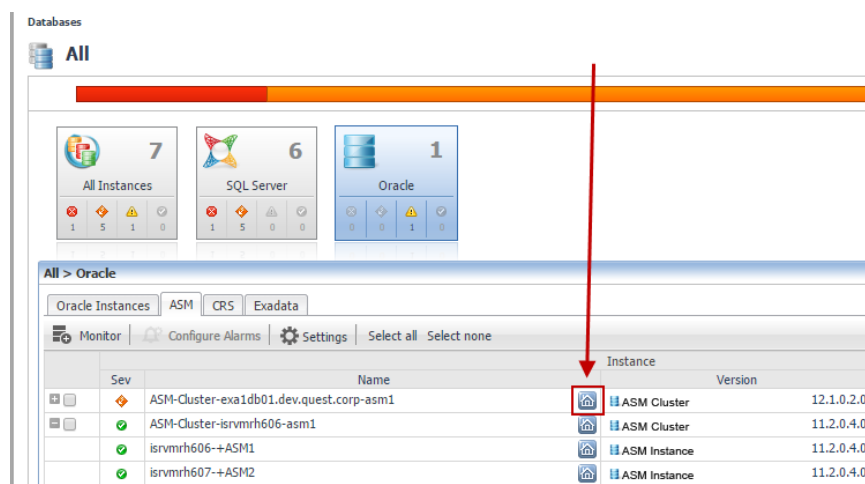 Databases
All
7
All Instances
1 5 1 0
6
SQL Server
1 5 0 0
1
Oracle
0 0 1 0
All > Oracle
Oracle Instances ASM CRS Exadata
Monitor Configure Alarms Settings Select all Select none
Instance
Sev Name Version
ASM-Cluster-exa1db01.dev.quest.corp-asm1 ASM Cluster 12.1.0.2.0
ASM-Cluster-isrvmrh606-asm1 ASM Cluster 11.2.0.4.0
isrvmrh606-+ASM1 ASM Instance 11.2.0.4.0
isrvmrh607-+ASM2 ASM Instance 11.2.0.4.0